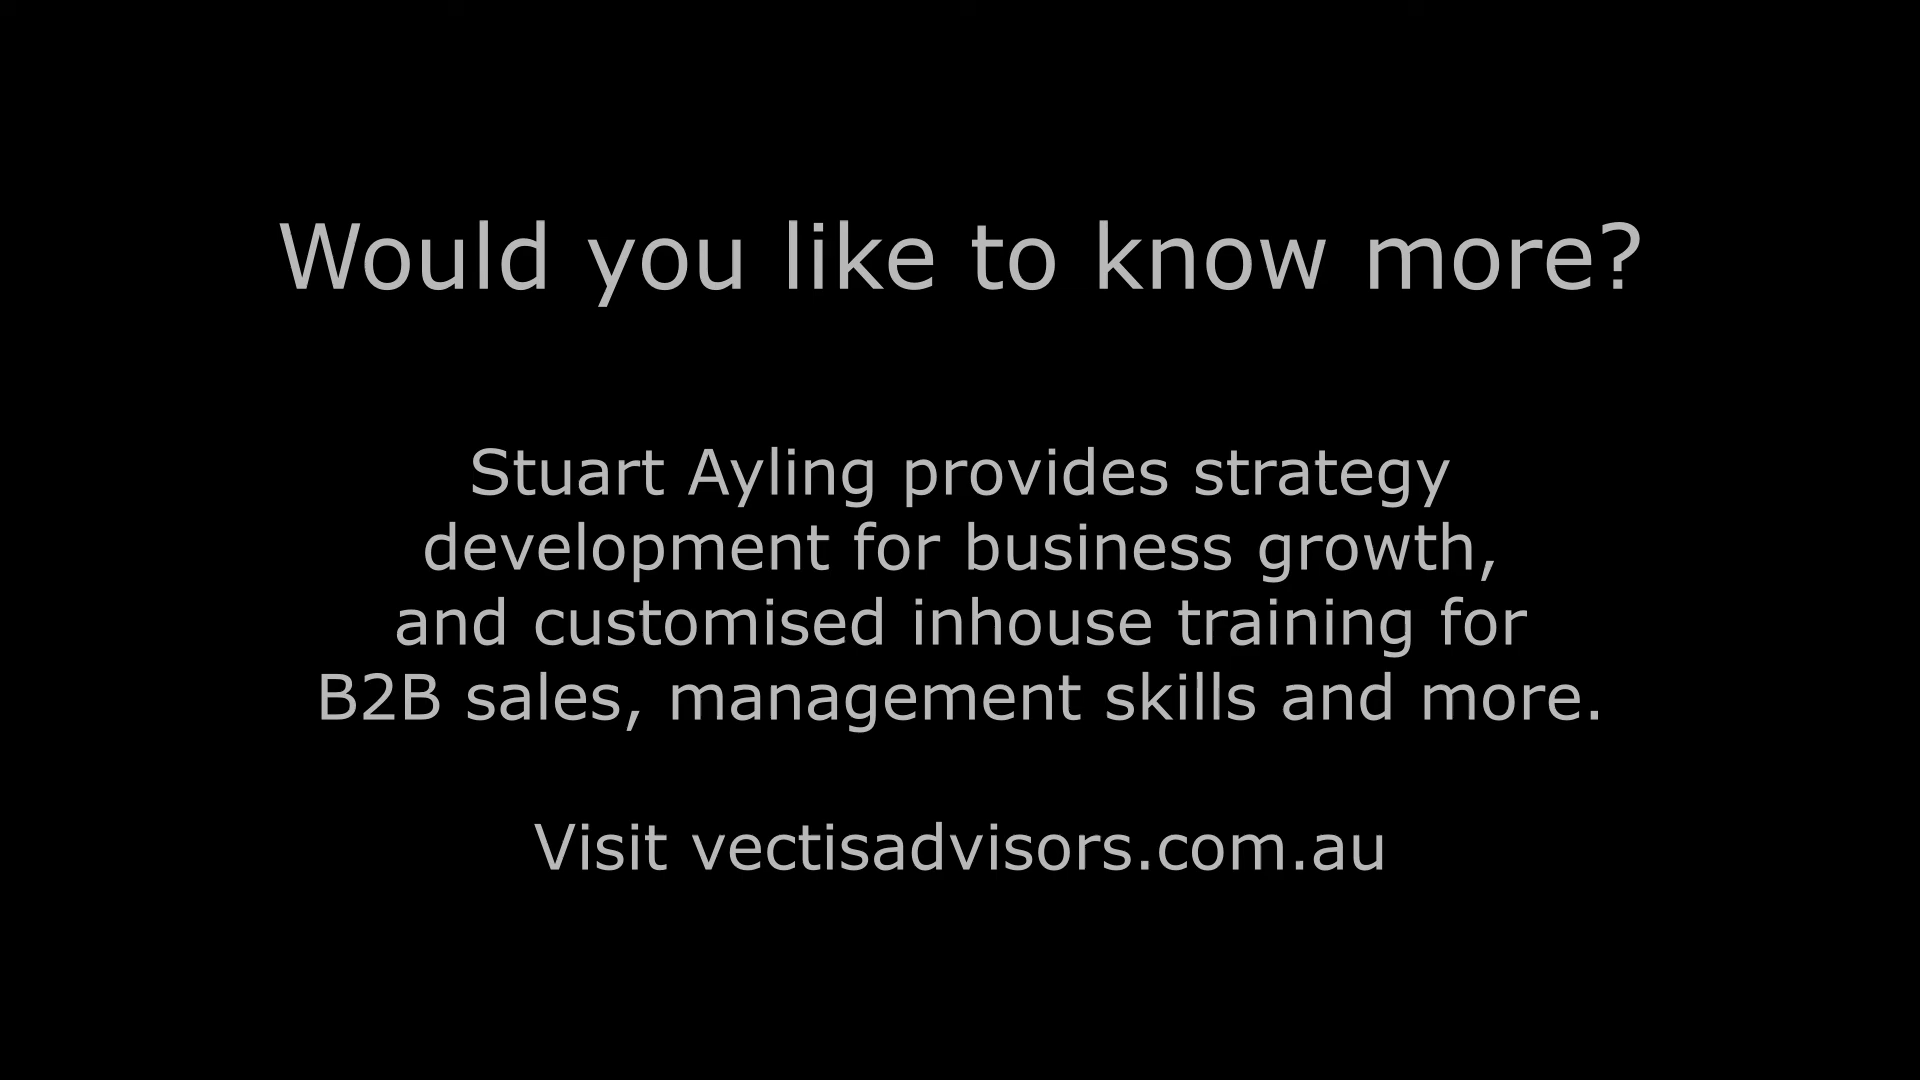 Would you like to know more?
Stuart Ayling provides strategy
development for business growth,
and customised inhouse training for
B2B sales, management skills and more.
Visit vectisadvisors.com.au